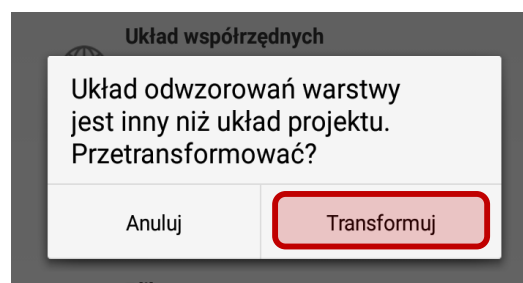 Układ współrzędnych
Układ odwzorowań warstwy
jest inny niż układ projektu.
Przetransformować?
Anuluj
Transformuj